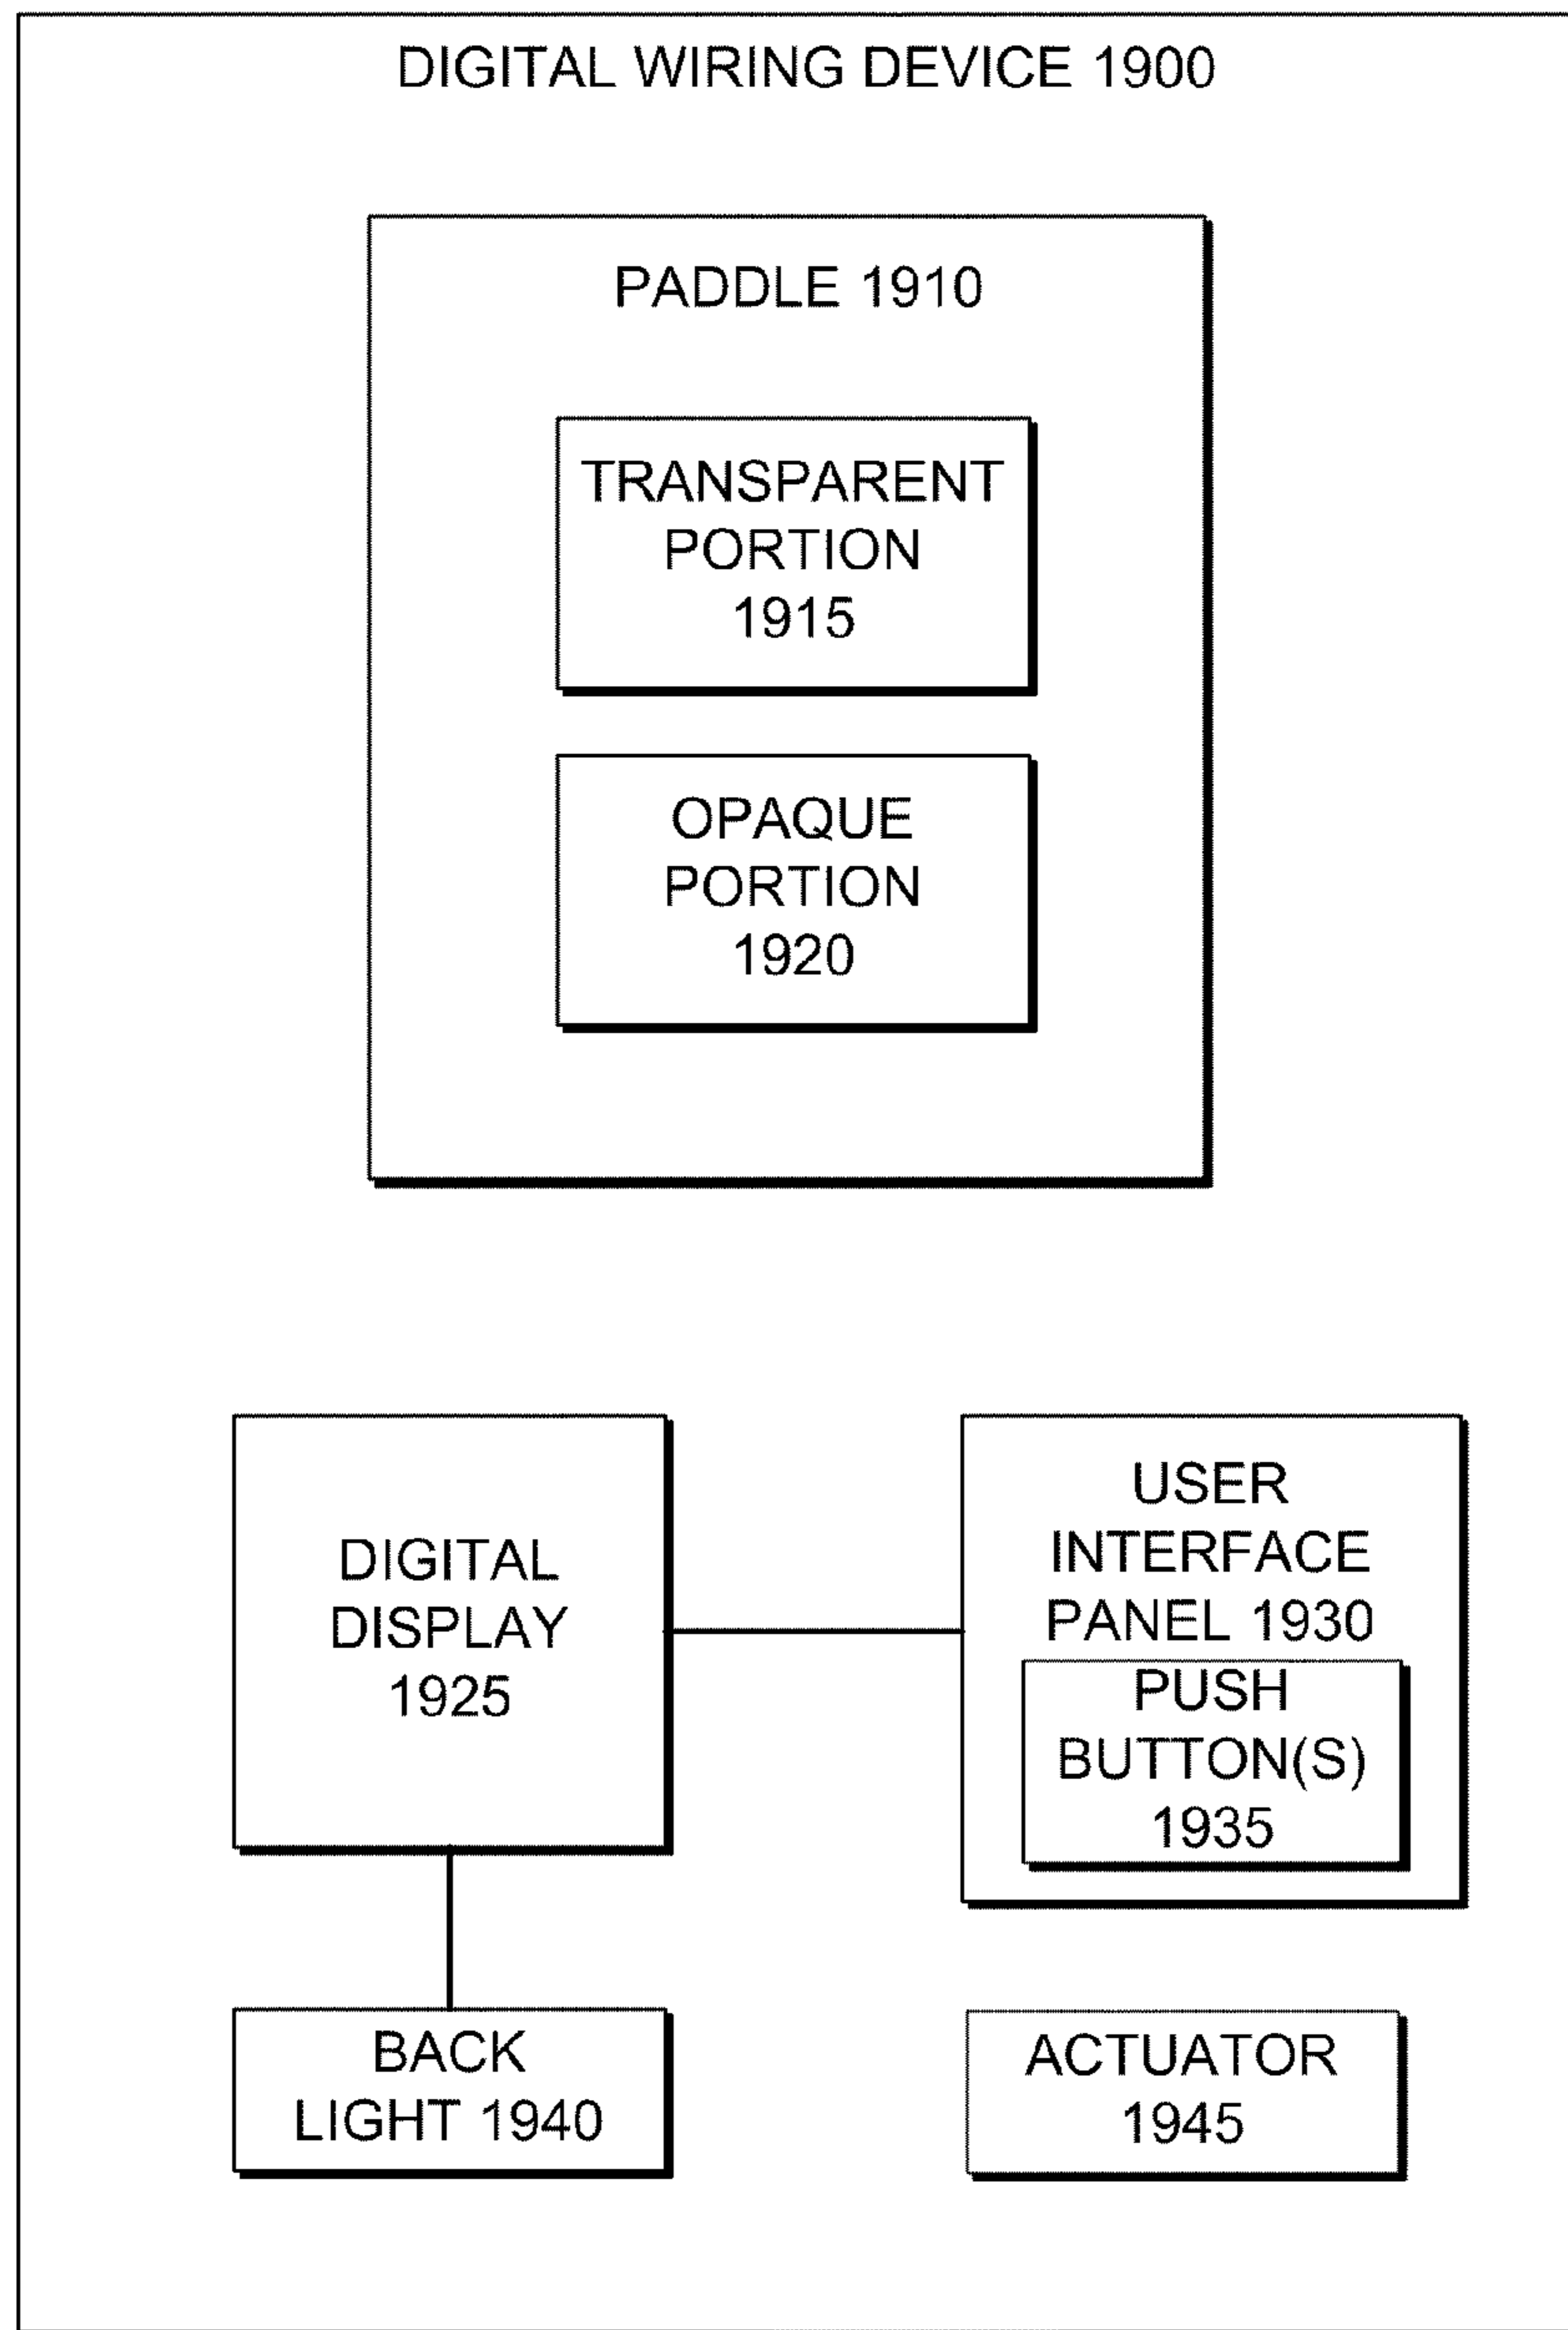 DIGITAL WIRING DEVICE 1900
PADDLE 1910
TRANSPARENT
PORTION
1915
OPAQUE
PORTION
1920
DIGITAL
DISPLAY
1925
USER
INTERFACE
PANEL 1930
PUSH
BUTTON(S)
1935
BACK
LIGHT 1940
ACTUATOR
1945